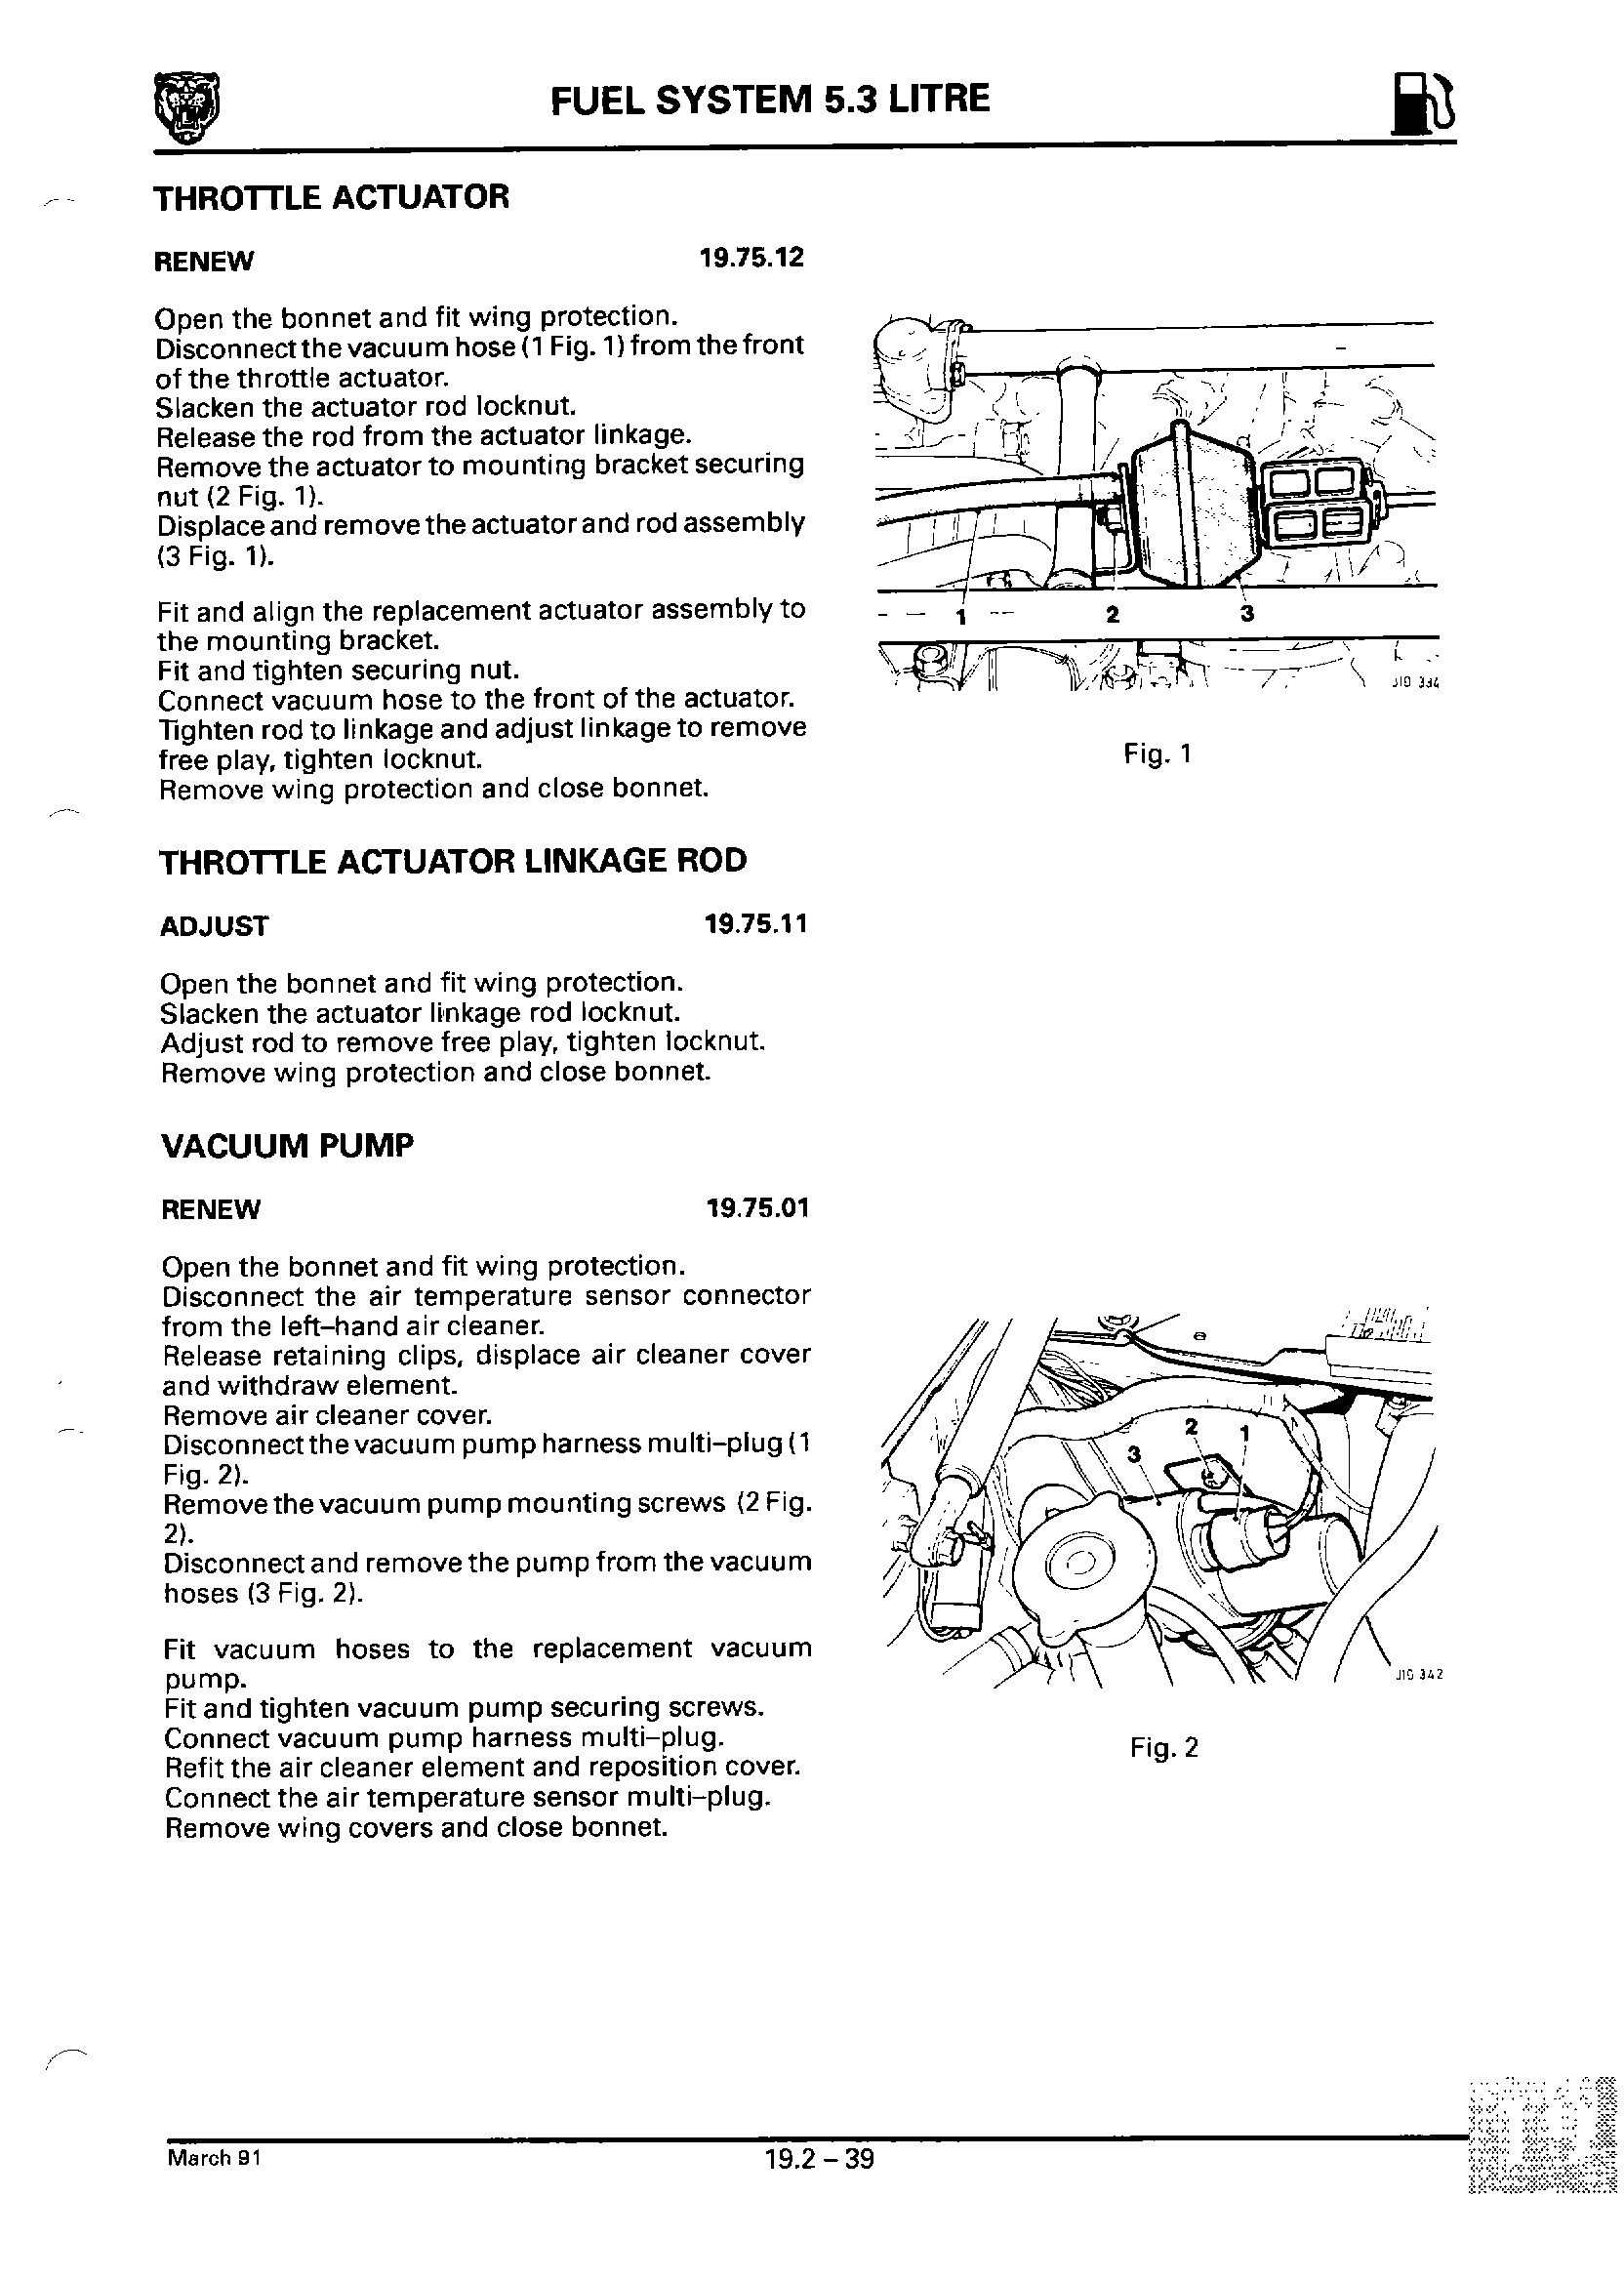 FUEL SYSTEM 5.3 LITRE
THROTTLE ACTUATOR
RENEW 19.75.12
Open the bonnet and fit wing protection.
Disconnect the vacuum hose (1 Fig. 1) from the front
of the throttle actuator.
Slacken the actuator rod locknut.
Release the rod from the actuator linkage.
Remove the actuator to mounting bracket securing
nut (2 Fig. 1).
Displace and remove the actuator and rod assembly
(3 Fig. 1).
Fit and align the replacement actuator assembly to
the mounting bracket.
Fit and tighten securing nut.
Connect vacuum hose to the front of the actuator.
Tighten rod to linkage and adjust linkage to remove
free play, tighten locknut.
Remove wing protection and close bonnet.
1 2 3
J19 334
Fig. 1
THROTTLE ACTUATOR LINKAGE ROD
ADJUST 19.75.11
Open the bonnet and fit wing protection.
Slacken the actuator linkage rod locknut.
Adjust rod to remove free play, tighten locknut.
Remove wing protection and close bonnet.
VACUUM PUMP
RENEW 19.75.01
Open the bonnet and fit wing protection.
Disconnect the air temperature sensor connector
from the left–hand air cleaner.
Release retaining clips, displace air cleaner cover
and withdraw element.
Remove air cleaner cover.
Disconnect the vacuum pump harness multi–plug (1
Fig. 2).
Remove the vacuum pump mounting screws (2 Fig.
2).
Disconnect and remove the pump from the vacuum
hoses (3 Fig. 2).
Fit vacuum hoses to the replacement vacuum
pump.
Fit and tighten vacuum pump securing screws.
Connect vacuum pump harness multi–plug.
Refit the air cleaner element and reposition cover.
Connect the air temperature sensor multi–plug.
Remove wing covers and close bonnet.
3 2 1
J19 342
Fig. 2
March 91 19.2 – 39